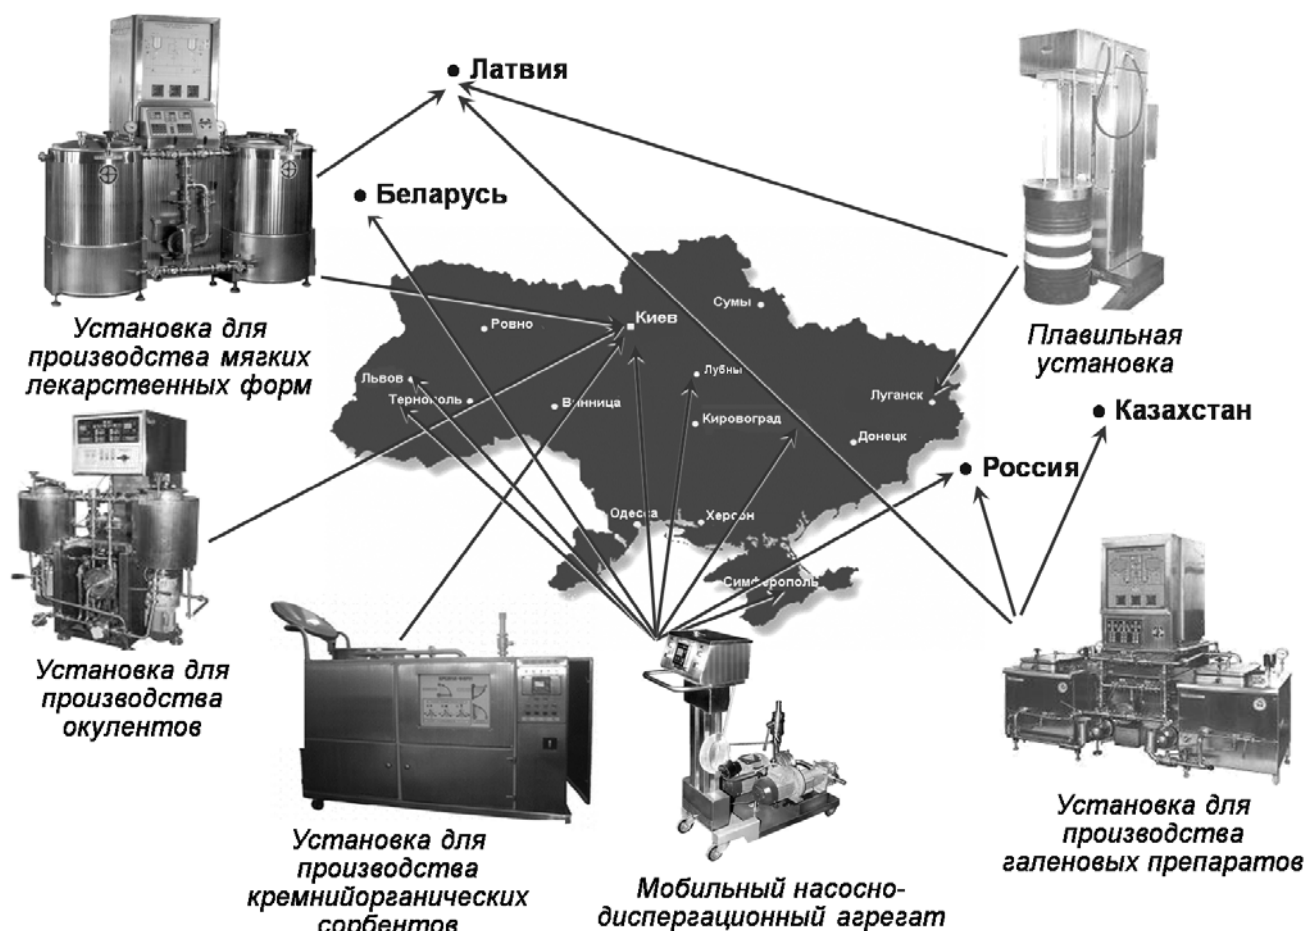 Латвия
Беларусь
Установка для
производства мягких
лекарственных форм
Плавильная
установка
Сумы
Киев
Ровно
Львов
Тернополь
Винница
Лубны
Кировоград
Луганск
Донецк
Казахстан
Россия
Одесса
Херсон
Симферополь
Установка для
производства
окулентов
Установка для
производства
кремнийорганических
сорбентов
Мобильный насосно-
диспергационный агрегат
Установка для
производства
галеновых препаратов